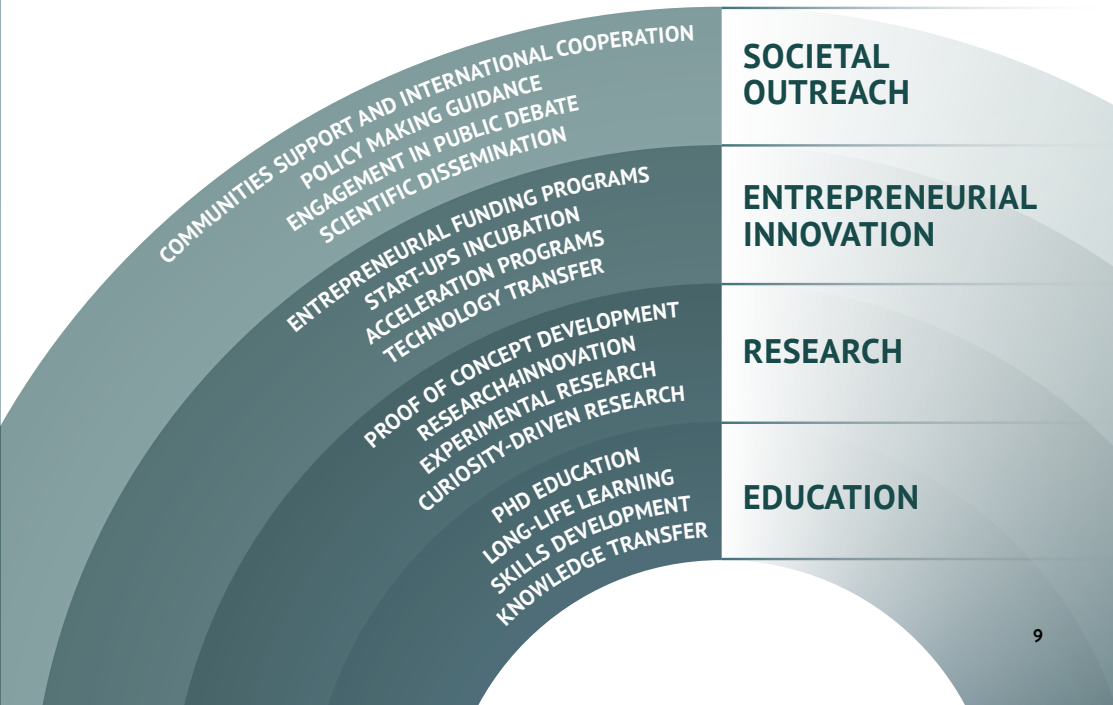 COMMUNITIES SUPPORT AND INTERNATIONAL COOPERATION
POLICY MAKING GUIDANCE
ENGAGEMENT IN PUBLIC DEBATE
SCIENTIFIC DISSEMINATION
SOCIETAL
OUTREACH
ENTREPRENEURIAL FUNDING PROGRAMS
START-UPS INCUBATION
ACCELERATION PROGRAMS
TECHNOLOGY TRANSFER
ENTREPRENEURIAL
INNOVATION
PROOF OF CONCEPT DEVELOPMENT
RESEARCH4INNOVATION
EXPERIMENTAL RESEARCH
CURIOSITY-DRIVEN RESEARCH
RESEARCH
PHD EDUCATION
LONG-LIFE LEARNING
SKILLS DEVELOPMENT
KNOWLEDGE TRANSFER
EDUCATION
9